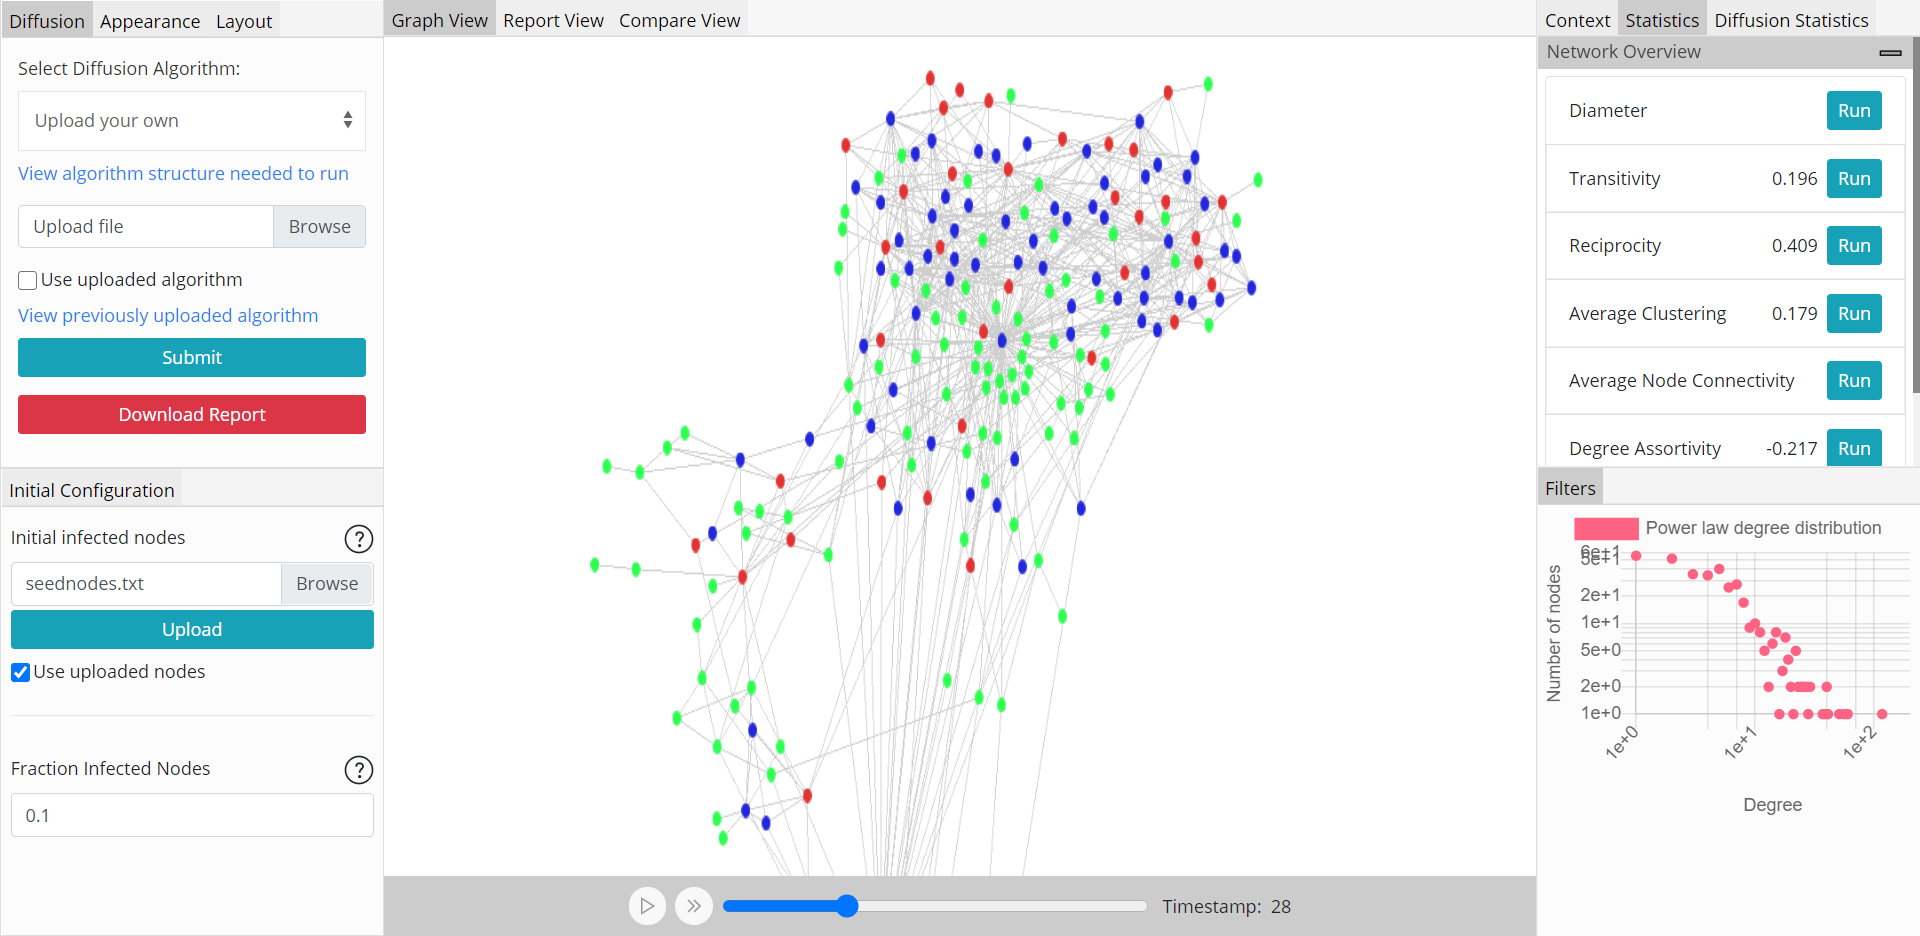 Diffusion Appearance Layout
Select Diffusion Algorithm:
Upload your own
View algorithm structure needed to run
Upload file Browse
Use uploaded algorithm
View previously uploaded algorithm
Submit
Download Report
Initial Configuration
Initial infected nodes ?
seednodes.txt Browse
Upload
Use uploaded nodes
Fraction Infected Nodes ?
0.1
Graph View Report View Compare View
Timestamp: 28
Context Statistics Diffusion Statistics
Network Overview
Diameter Run
Transitivity 0.196 Run
Reciprocity 0.409 Run
Average Clustering 0.179 Run
Average Node Connectivity Run
Degree Assortivity -0.217 Run
Filters
Power law degree distribution
Number of nodes
6e+1
5e+1
2e+1
1e+1
5e+0
2e+0
1e+0
1e+0 1e+1 1e+2
Degree